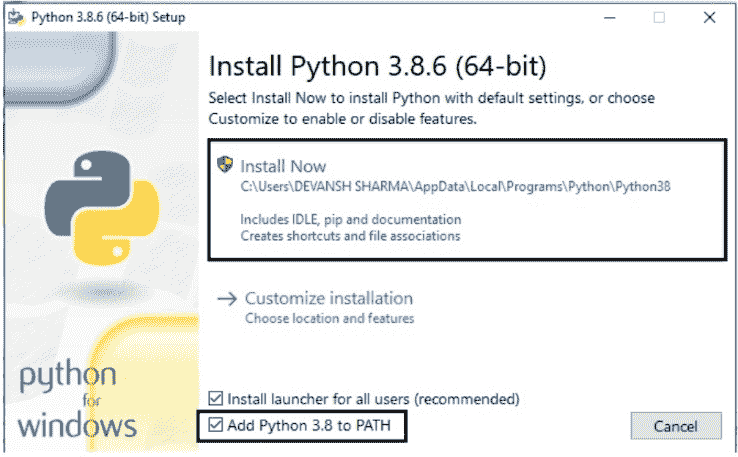 Python 3.8.6 (64-bit) Setup
Install Python 3.8.6 (64-bit)
Select Install Now to install Python with default settings, or choose
Customize to enable or disable features.
Install Now
C:\Users\DEVANSH SHARMA\AppData\Local\Programs\Python\Python38
Includes IDLE, pip and documentation
Creates shortcuts and file associations
Customize installation
Choose location and features
python
for
windows
Install launcher for all users (recommended)
Add Python 3.8 to PATH
Cancel